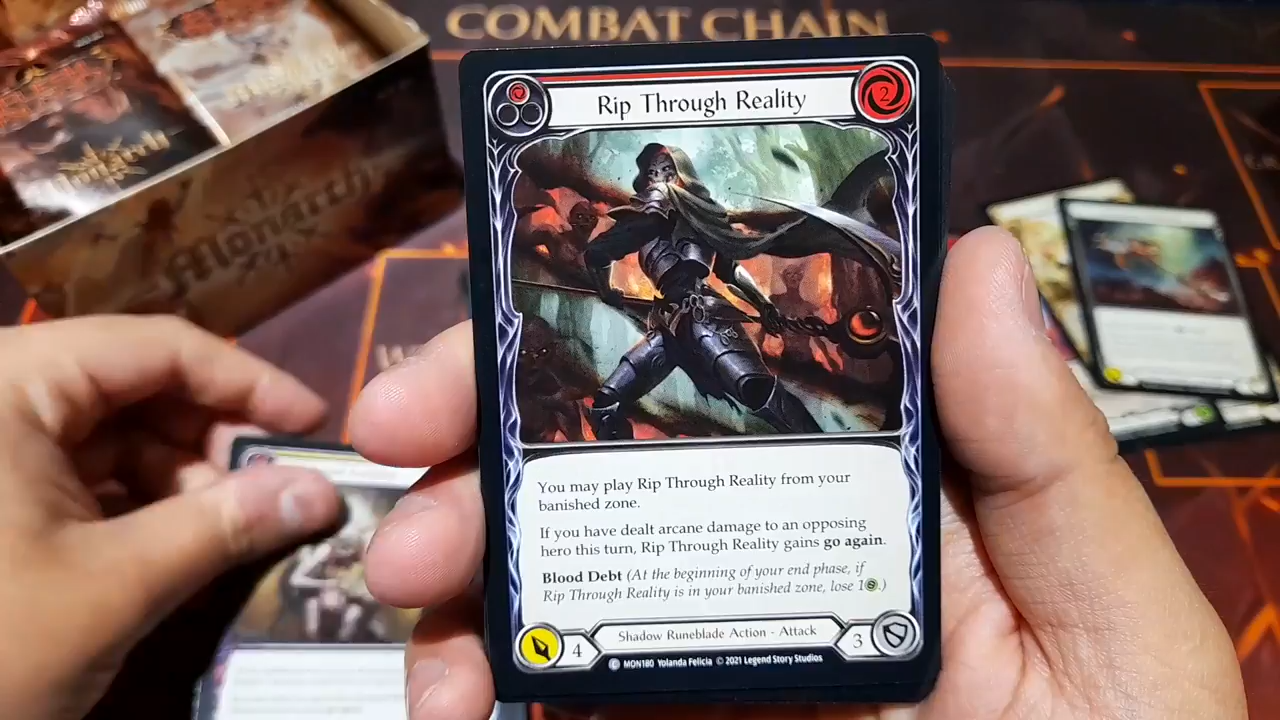 COMBAT CHAIN
Monarch
Rip Through Reality
2
You may play Rip Through Reality from your
banished zone.
If you have dealt arcane damage to an opposing
hero this turn, Rip Through Reality gains go again.
Blood Debt (At the beginning of your end phase, if
Rip Through Reality is in your banished zone, lose 1.)
4
Shadow Runeblade Action - Attack
3
C MON180 Yolanda Felicia © 2021 Legend Story Studios